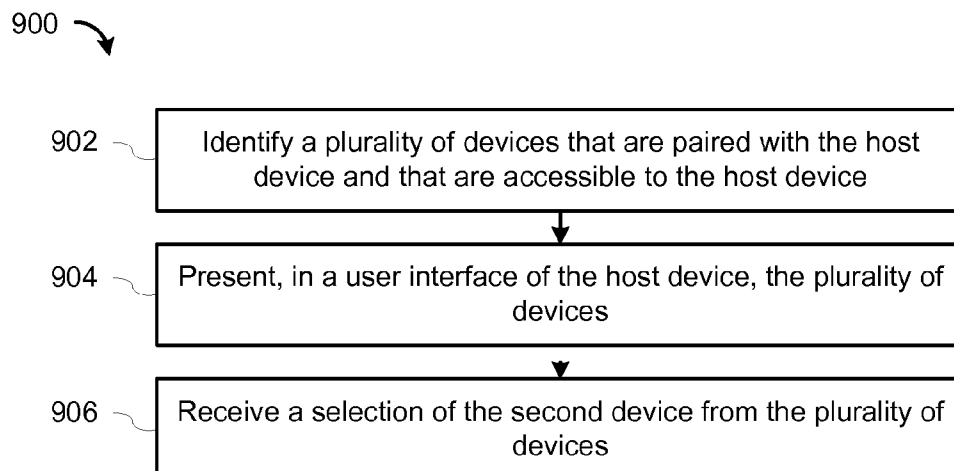 900
902
Identify a plurality of devices that are paired with the host
device and that are accessible to the host device
904
Present, in a user interface of the host device, the plurality of
devices
906
Receive a selection of the second device from the plurality of
devices